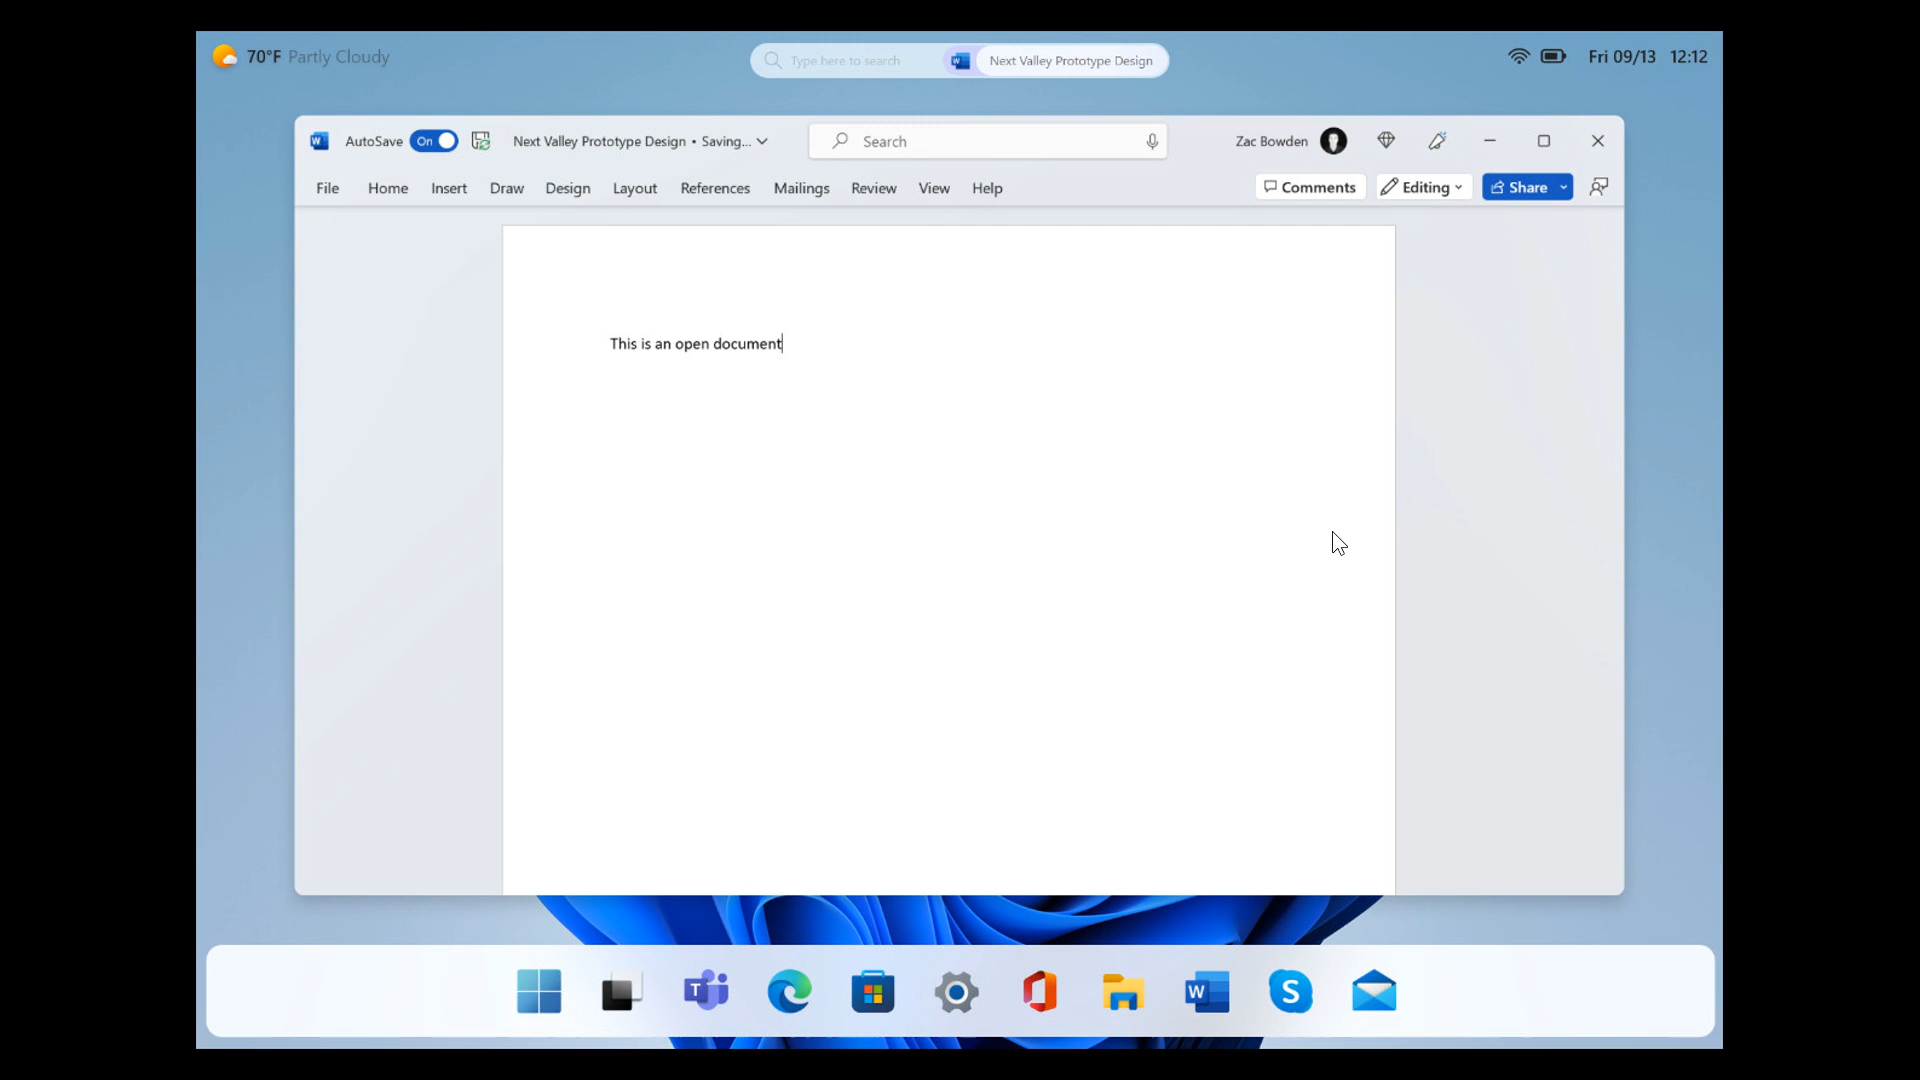 70°F Partly Cloudy
Type here to search
Next Valley Prototype Design
Fri 09/13 12:12
AutoSave On
Next Valley Prototype Design • Saving...
Search
Zac Bowden
File Home Insert Draw Design Layout References Mailings Review View Help
Comments Editing Share
This is an open document